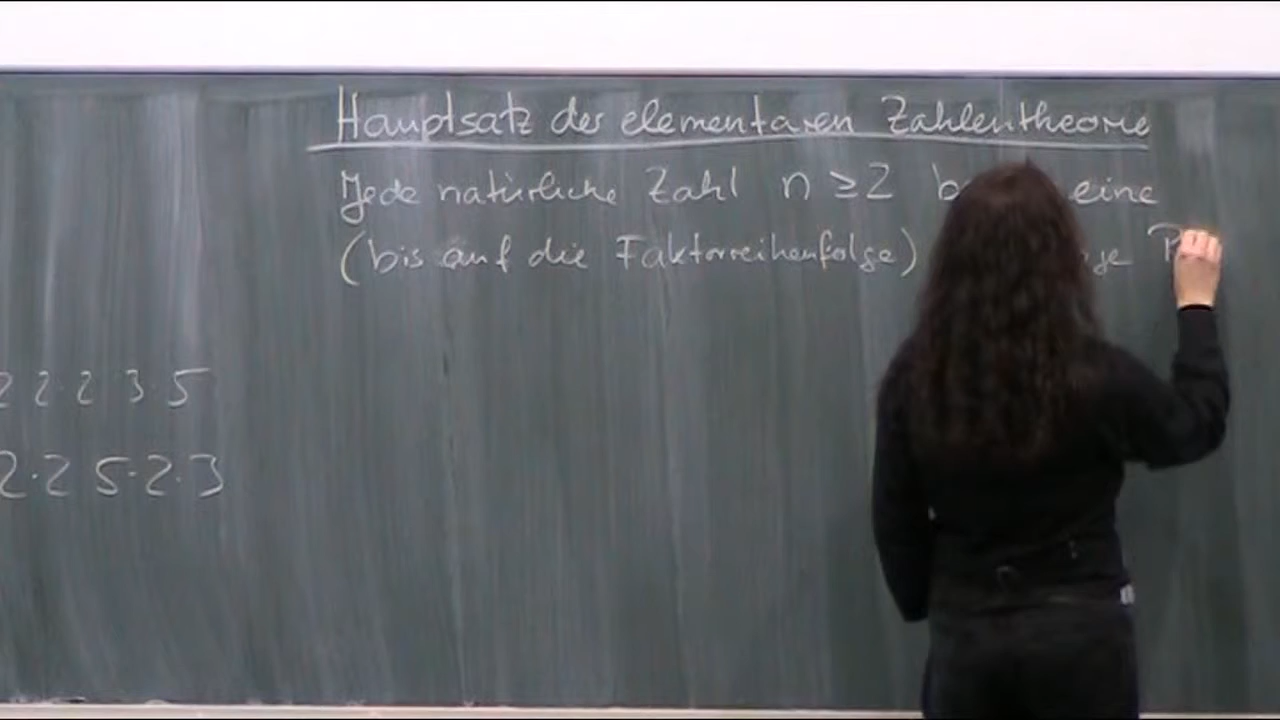 Hauptsatz der elementaren Zahlentheorie
Jede natürliche Zahl n ≥ 2 eine
(bis auf die Faktorreihenfolge)
2 2·2 3·5
2·2 5·2·3